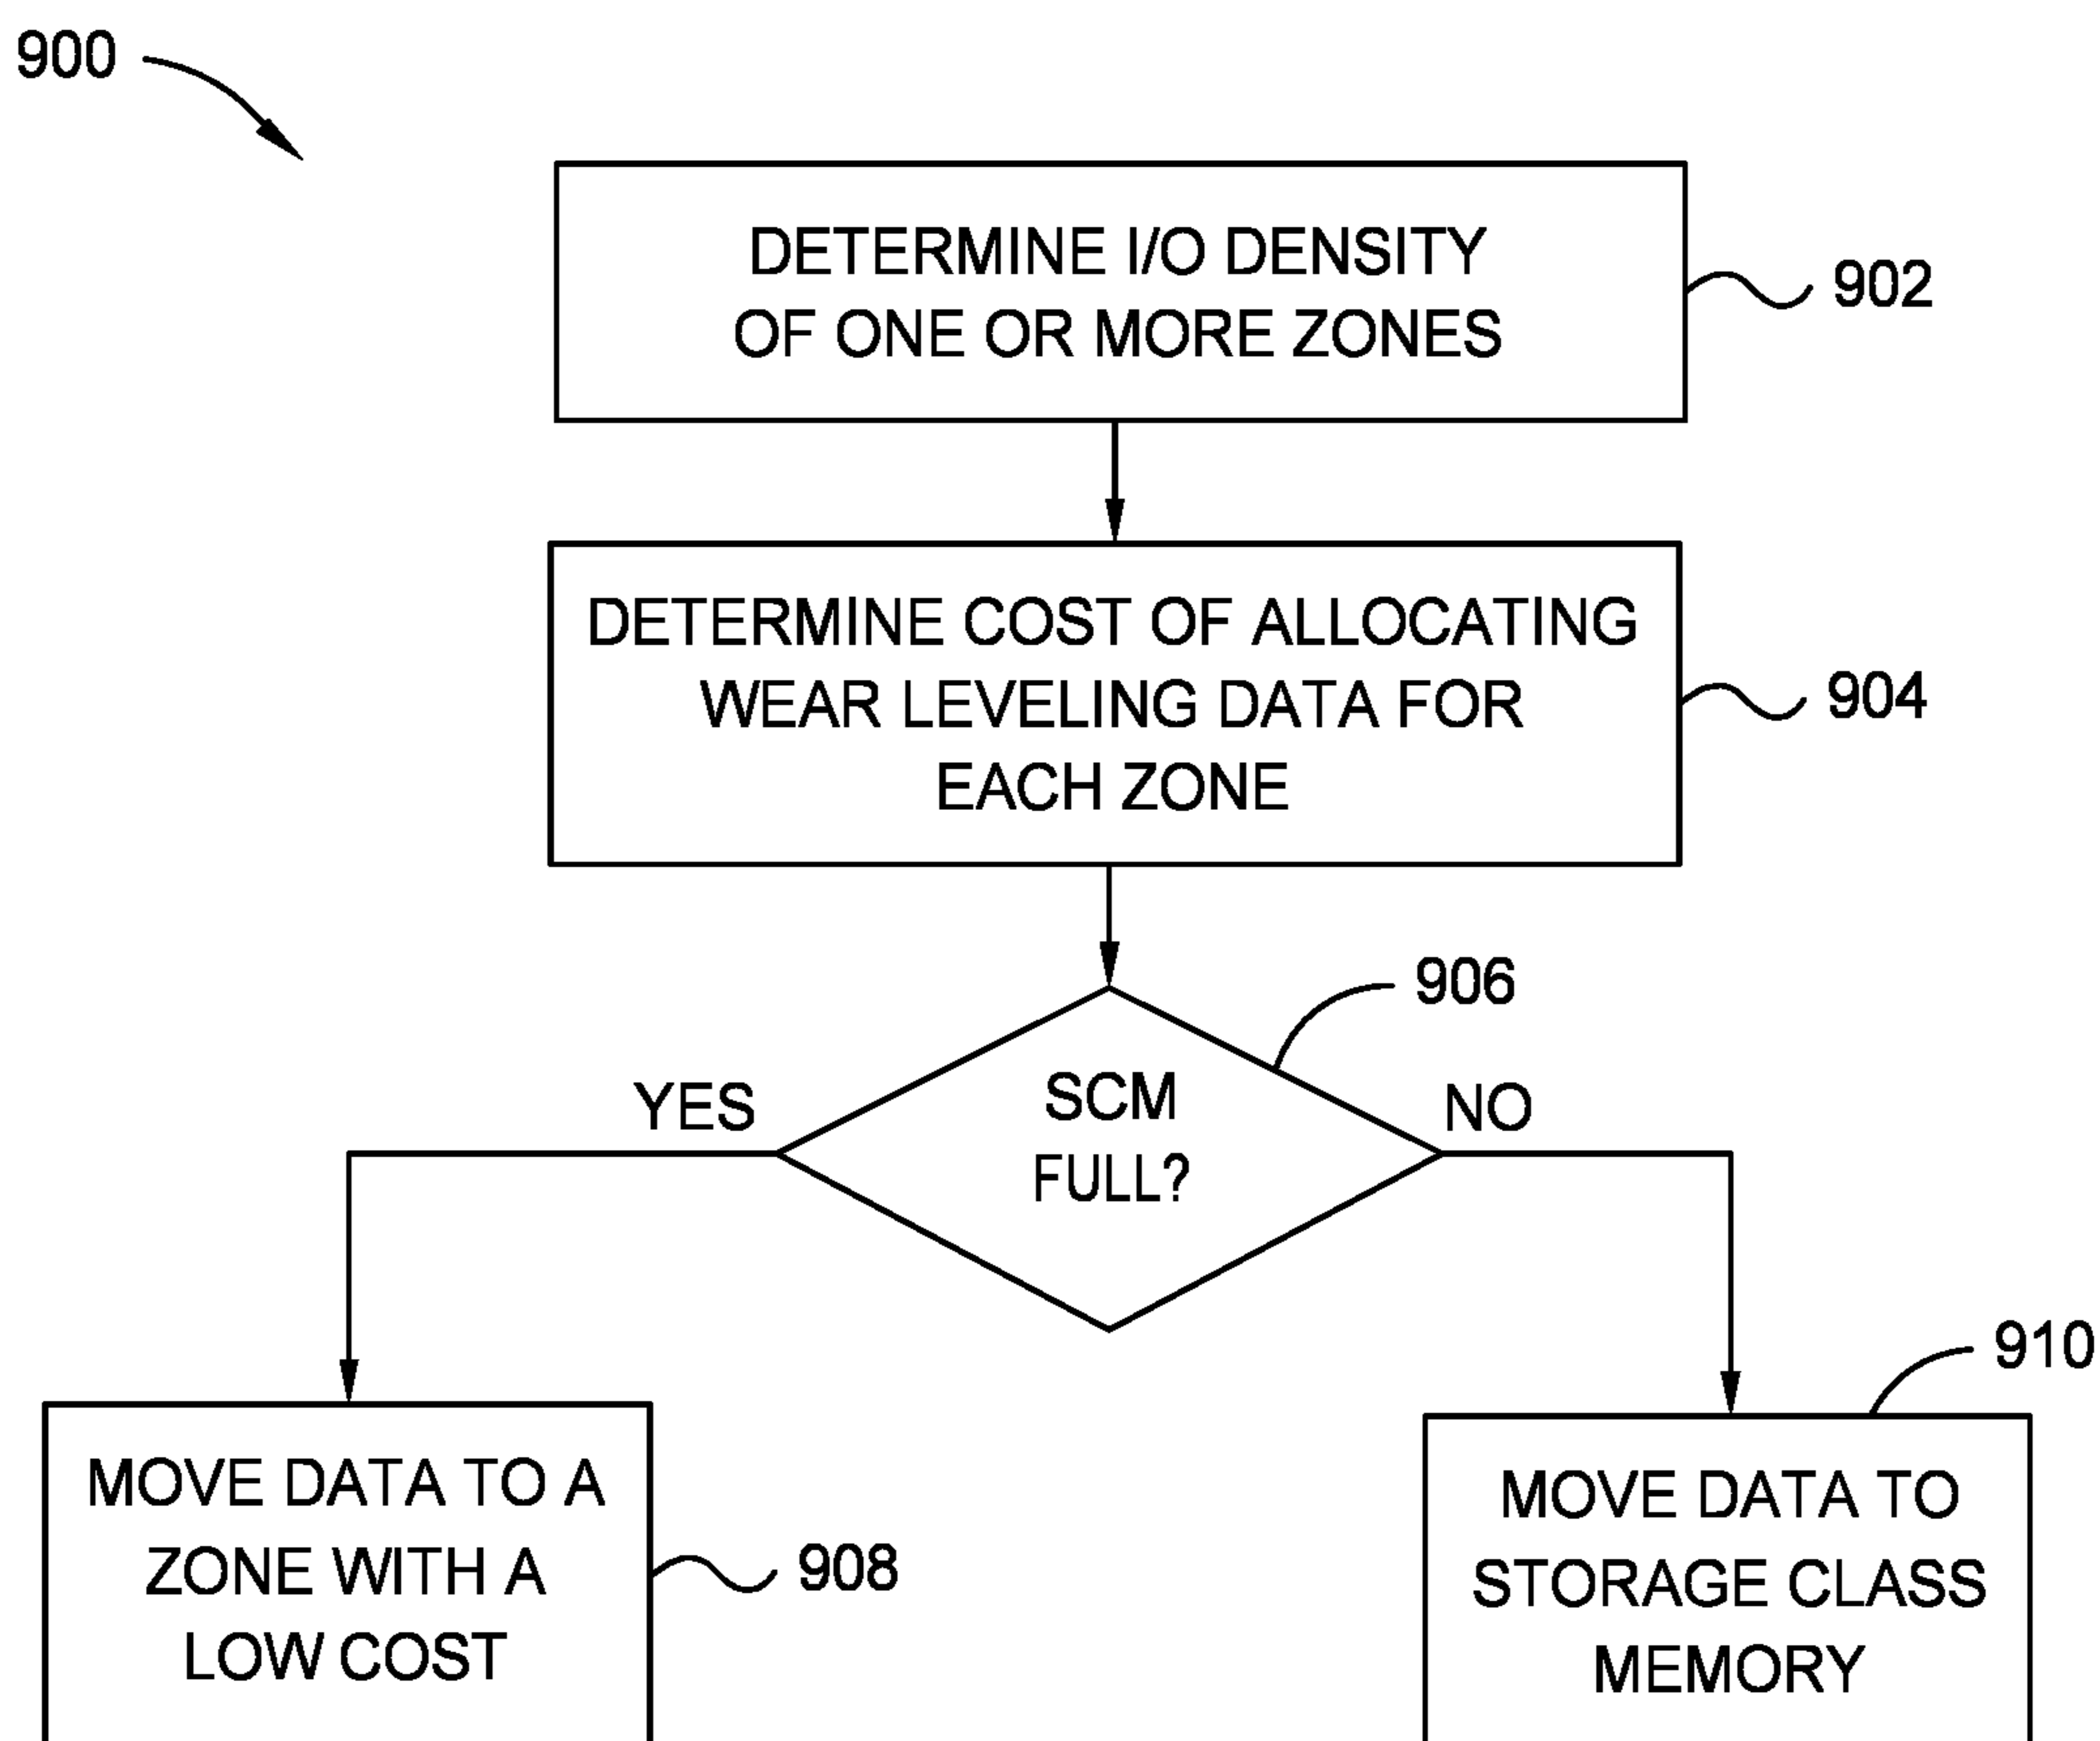 900
DETERMINE I/O DENSITY
OF ONE OR MORE ZONES
902
DETERMINE COST OF ALLOCATING
WEAR LEVELING DATA FOR
EACH ZONE
904
906
SCM
FULL?
YES
NO
MOVE DATA TO A
ZONE WITH A
LOW COST
908
910
MOVE DATA TO
STORAGE CLASS
MEMORY